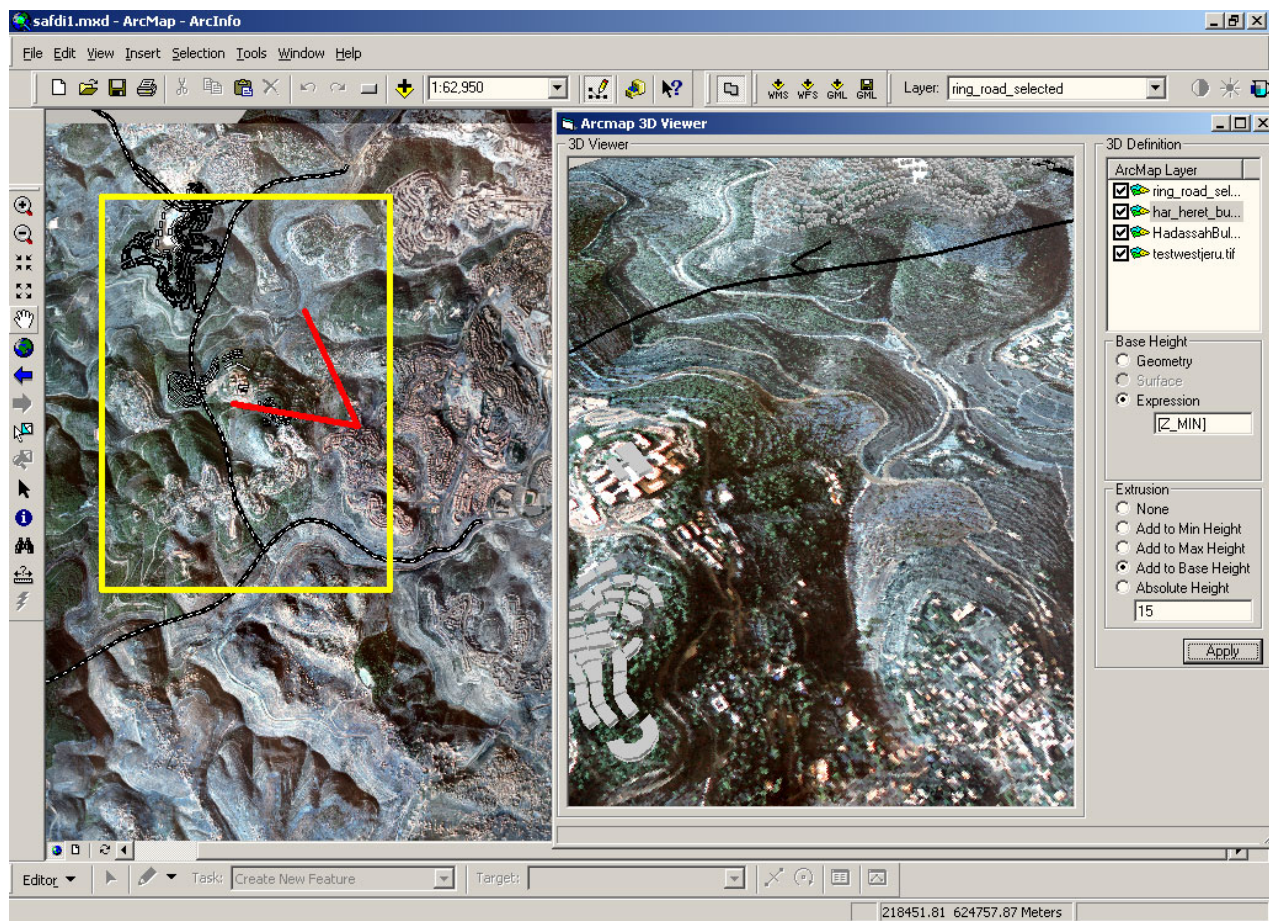 safdi1.mxd - ArcMap - ArcInfo
File Edit View Insert Selection Tools Window Help
1:62,950
WMS WFS GML GML
Layer: ring_road_selected
Arcmap 3D Viewer
3D Viewer
3D Definition
ArcMap Layer
ring_road_sel...
har_heret_bu...
HadassahBul...
testwestjeru.tif
Base Height
Geometry
Surface
Expression
[Z_MIN]
Extrusion
None
Add to Min Height
Add to Max Height
Add to Base Height
Absolute Height
15
Apply
Editor Task: Create New Feature Target:
218451.81 624757.87 Meters